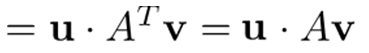 = u · A^T v = u · Av